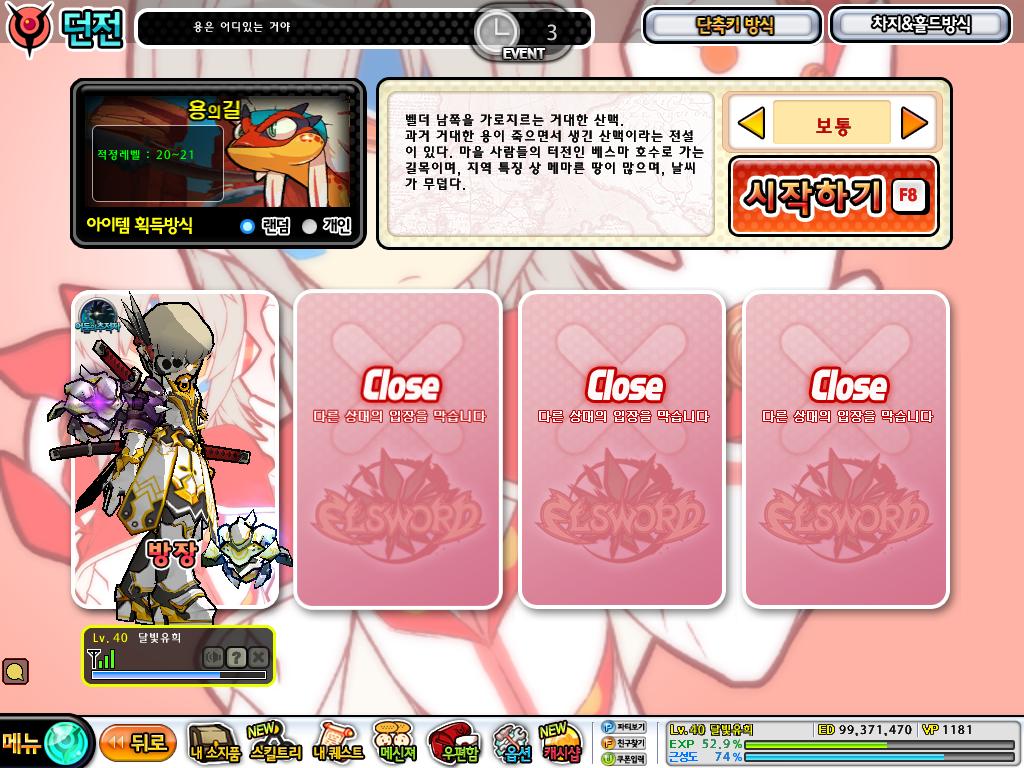 던전
용은 어디있는 거야
3
EVENT
단축키 방식
차지&홀드방식
용의길
적정레벨 : 20~21
아이템 획득방식 랜덤 개인
벨더 남쪽을 가로지르는 거대한 산맥.
과거 거대한 용이 죽으면서 생긴 산맥이라는 전설
이 있다. 마을 사람들의 터전인 베스마 호수로 가는
길목이며, 지역 특징 상 메마른 땅이 많으며, 날씨
가 무덥다.
보통
시작하기 F8
어둠의추적자
방장
Close
다른 상대의 입장을 막습니다
ELSWORD
Close
다른 상대의 입장을 막습니다
ELSWORD
Close
다른 상대의 입장을 막습니다
ELSWORD
Lv. 40 달빛유희
?
메뉴
뒤로
내 소지품
NEW 스킬트리
내 퀘스트
메신져
우편함
옵션
NEW 캐시샵
P 파티보기
F 친구찾기
U 쿠폰입력
Lv.40 달빛유희 ED 99,371,470 VP 1181
EXP 52.9%
근성도 74%